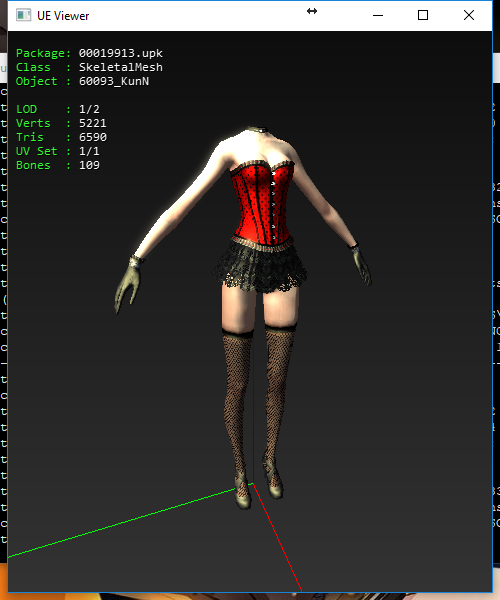 UE Viewer
Package: 00019913.upk
Class  : SkeletalMesh
Object : 60093_KunN
LOD    : 1/2
Verts  : 5221
Tris   : 6590
UV Set : 1/1
Bones  : 109